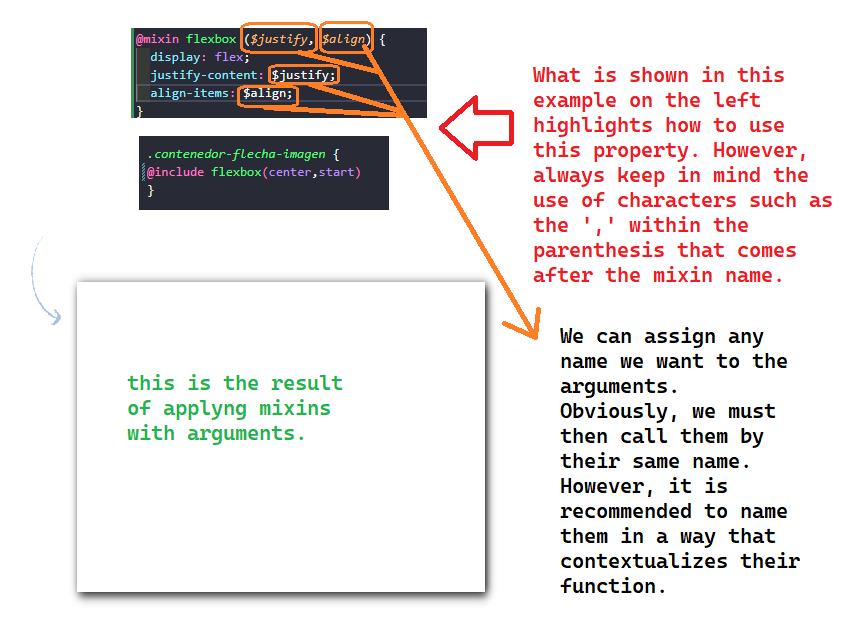 @mixin flexbox ($justify, $align) {
display: flex;
justify-content: $justify;
align-items: $align;
}
.contenedor-flecha-imagen {
@include flexbox(center,start)
}
What is shown in this
example on the left
highlights how to use
this property. However,
always keep in mind the
use of characters such as
the ',' within the
parenthesis that comes
after the mixin name.
this is the result
of applyng mixins
with arguments.
We can assign any
name we want to the
arguments.
Obviously, we must
then call them by
their same name.
However, it is
recommended to name
them in a way that
contextualizes their
function.